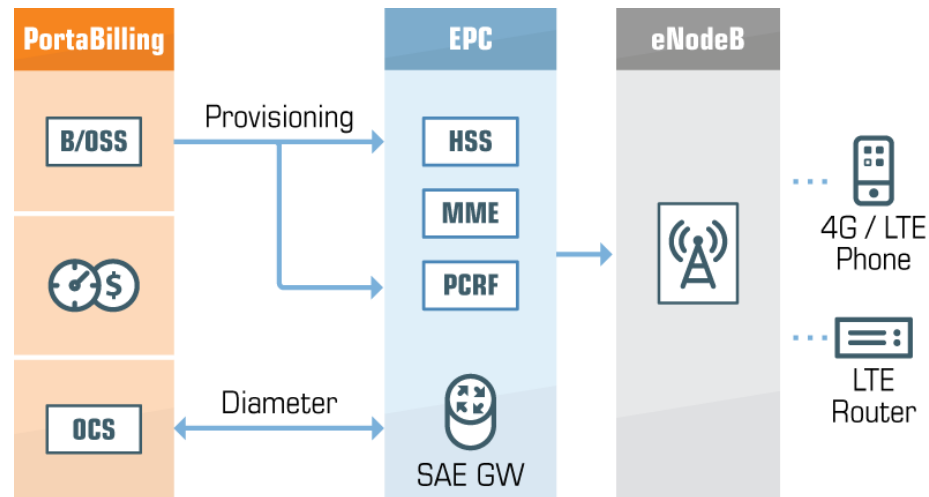 PortaBilling
EPC
eNodeB
B/OSS
Provisioning
HSS
MME
PCRF
$
4G / LTE
Phone
OCS
Diameter
SAE GW
LTE
Router